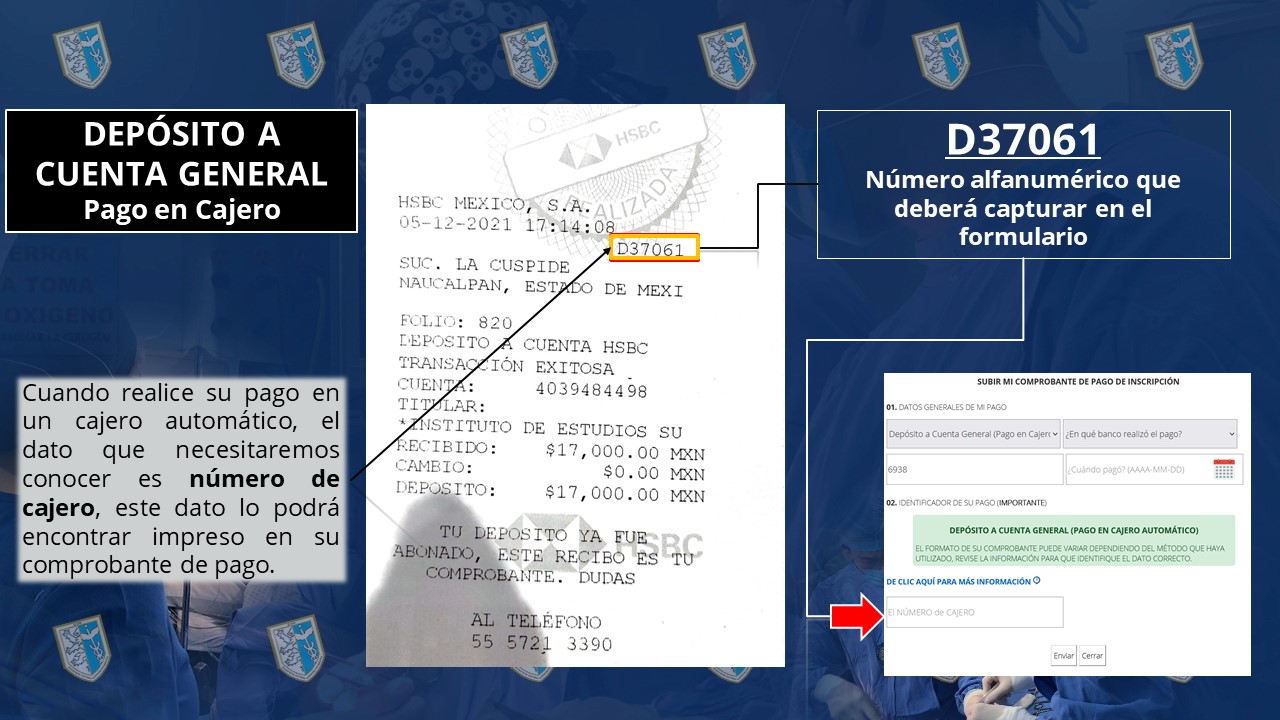 DEPÓSITO A
CUENTA GENERAL
Pago en Cajero
CERRAR
LA TOMA
OXIGENO
Cuando realice su pago en
un cajero automático, el
dato que necesitaremos
conocer es número de
cajero, este dato lo podrá
encontrar impreso en su
comprobante de pago.
HSBC
ALIZADA
HSBC MEXICO, S.A.
05-12-2021 17:14:08
D37061
SUC. LA CUSPIDE
NAUCALPAN, ESTADO DE MEXI
FOLIO: 820
DEPOSITO A CUENTA HSBC
TRANSACCIÓN EXITOSA
CUENTA: 4039484498
TITULAR:
*INSTITUTO DE ESTUDIOS SU
RECIBIDO: $17,000.00 MXN
CAMBIO: $0.00 MXN
DEPOSITO: $17,000.00 MXN
HSBC
TU DEPOSITO YA FUE
ABONADO, ESTE RECIBO ES TU
COMPROBANTE. DUDAS
AL TELÉFONO
55 5721 3390
D37061
Número alfanumérico que
deberá capturar en el
formulario
SUBIR MI COMPROBANTE DE PAGO DE INSCRIPCIÓN
01. DATOS GENERALES DE MI PAGO
Depósito a Cuenta General (Pago en Cajer ¿En qué banco realizó el pago?
6938 ¿Cuándo pagó? (AAAA-MM-DD)
02. IDENTIFICADOR DE SU PAGO (IMPORTANTE)
DEPÓSITO A CUENTA GENERAL (PAGO EN CAJERO AUTOMÁTICO)
EL FORMATO DE SU COMPROBANTE PUEDE VARIAR DEPENDIENDO DEL MÉTODO QUE HAYA
UTILIZADO, REVISE LA INFORMACIÓN PARA QUE IDENTIFIQUE EL DATO CORRECTO.
DE CLIC AQUÍ PARA MÁS INFORMACIÓN
El NÚMERO de CAJERO
Enviar Cerrar